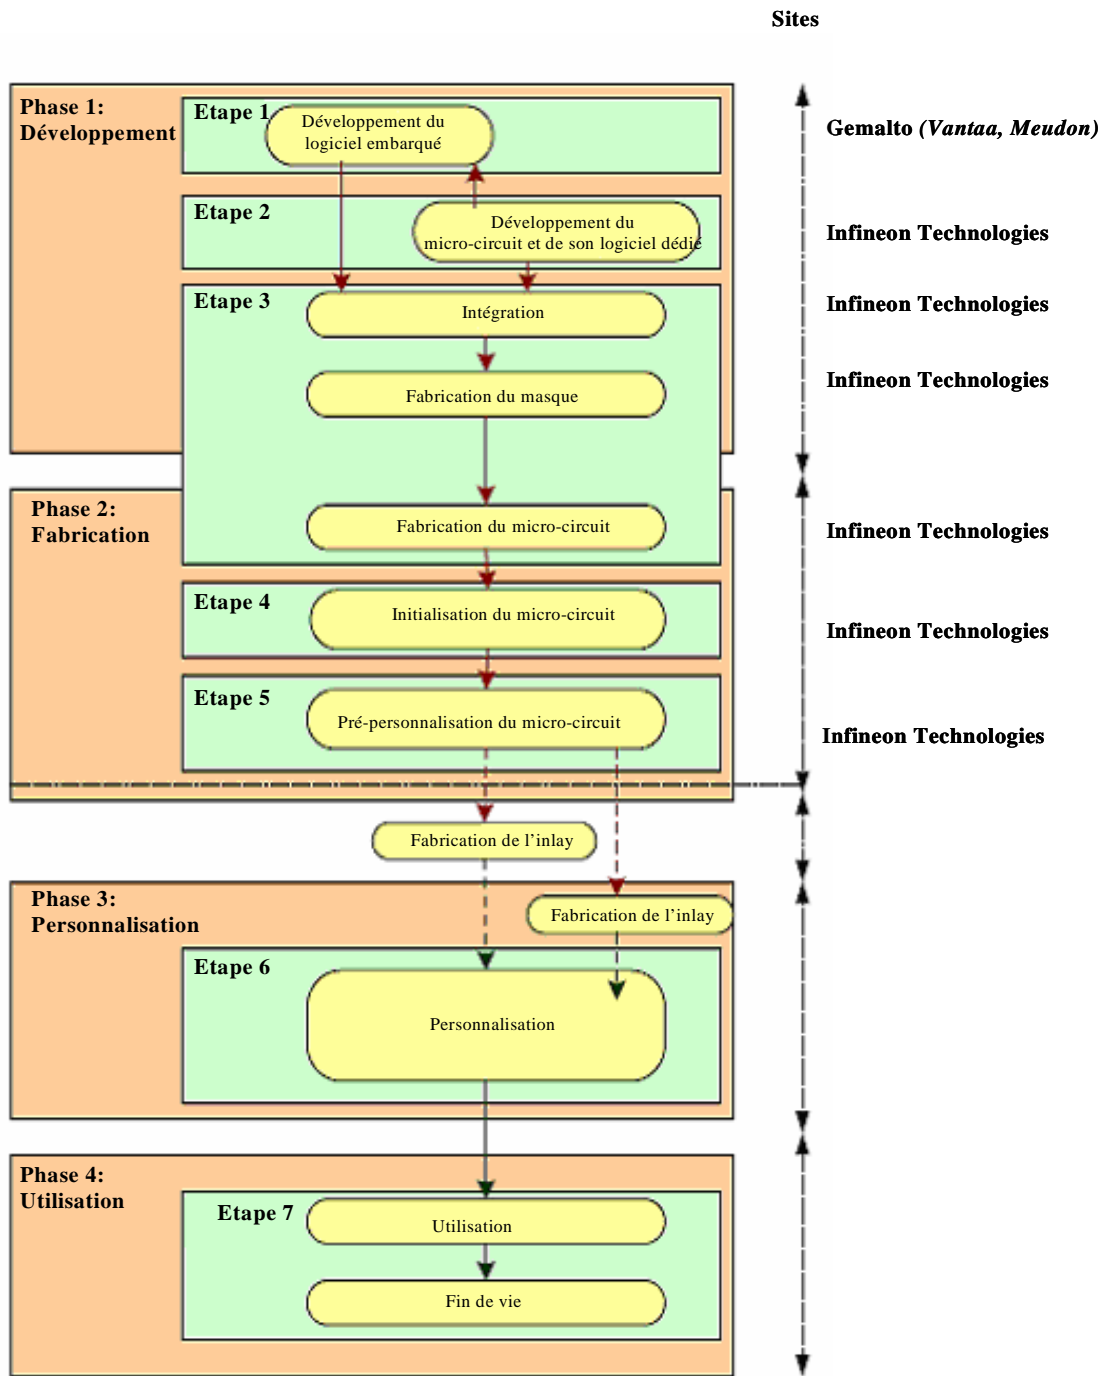 Sites
Phase 1:
Développement
Etape 1
Développement du
logiciel embarqué
Gemalto (Vantaa, Meudon)
Etape 2
Développement du
micro-circuit et de son logiciel dédié
Infineon Technologies
Etape 3
Intégration
Infineon Technologies
Fabrication du masque
Infineon Technologies
Phase 2:
Fabrication
Fabrication du micro-circuit
Infineon Technologies
Etape 4
Initialisation du micro-circuit
Infineon Technologies
Etape 5
Pré-personnalisation du micro-circuit
Infineon Technologies
Fabrication de l’inlay
Phase 3:
Personnalisation
Fabrication de l’inlay
Etape 6
Personnalisation
Phase 4:
Utilisation
Etape 7
Utilisation
Fin de vie